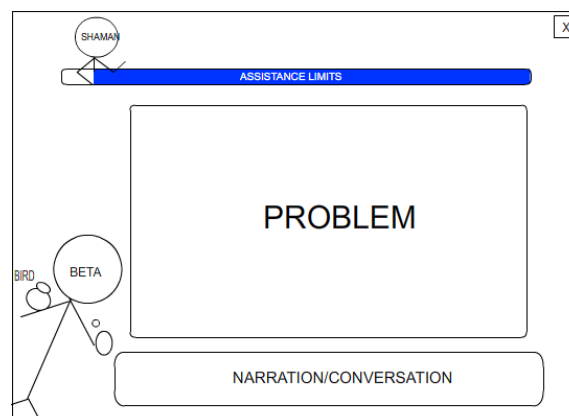 SHAMAN
X
ASSISTANCE LIMITS
PROBLEM
BIRD
BETA
NARRATION/CONVERSATION